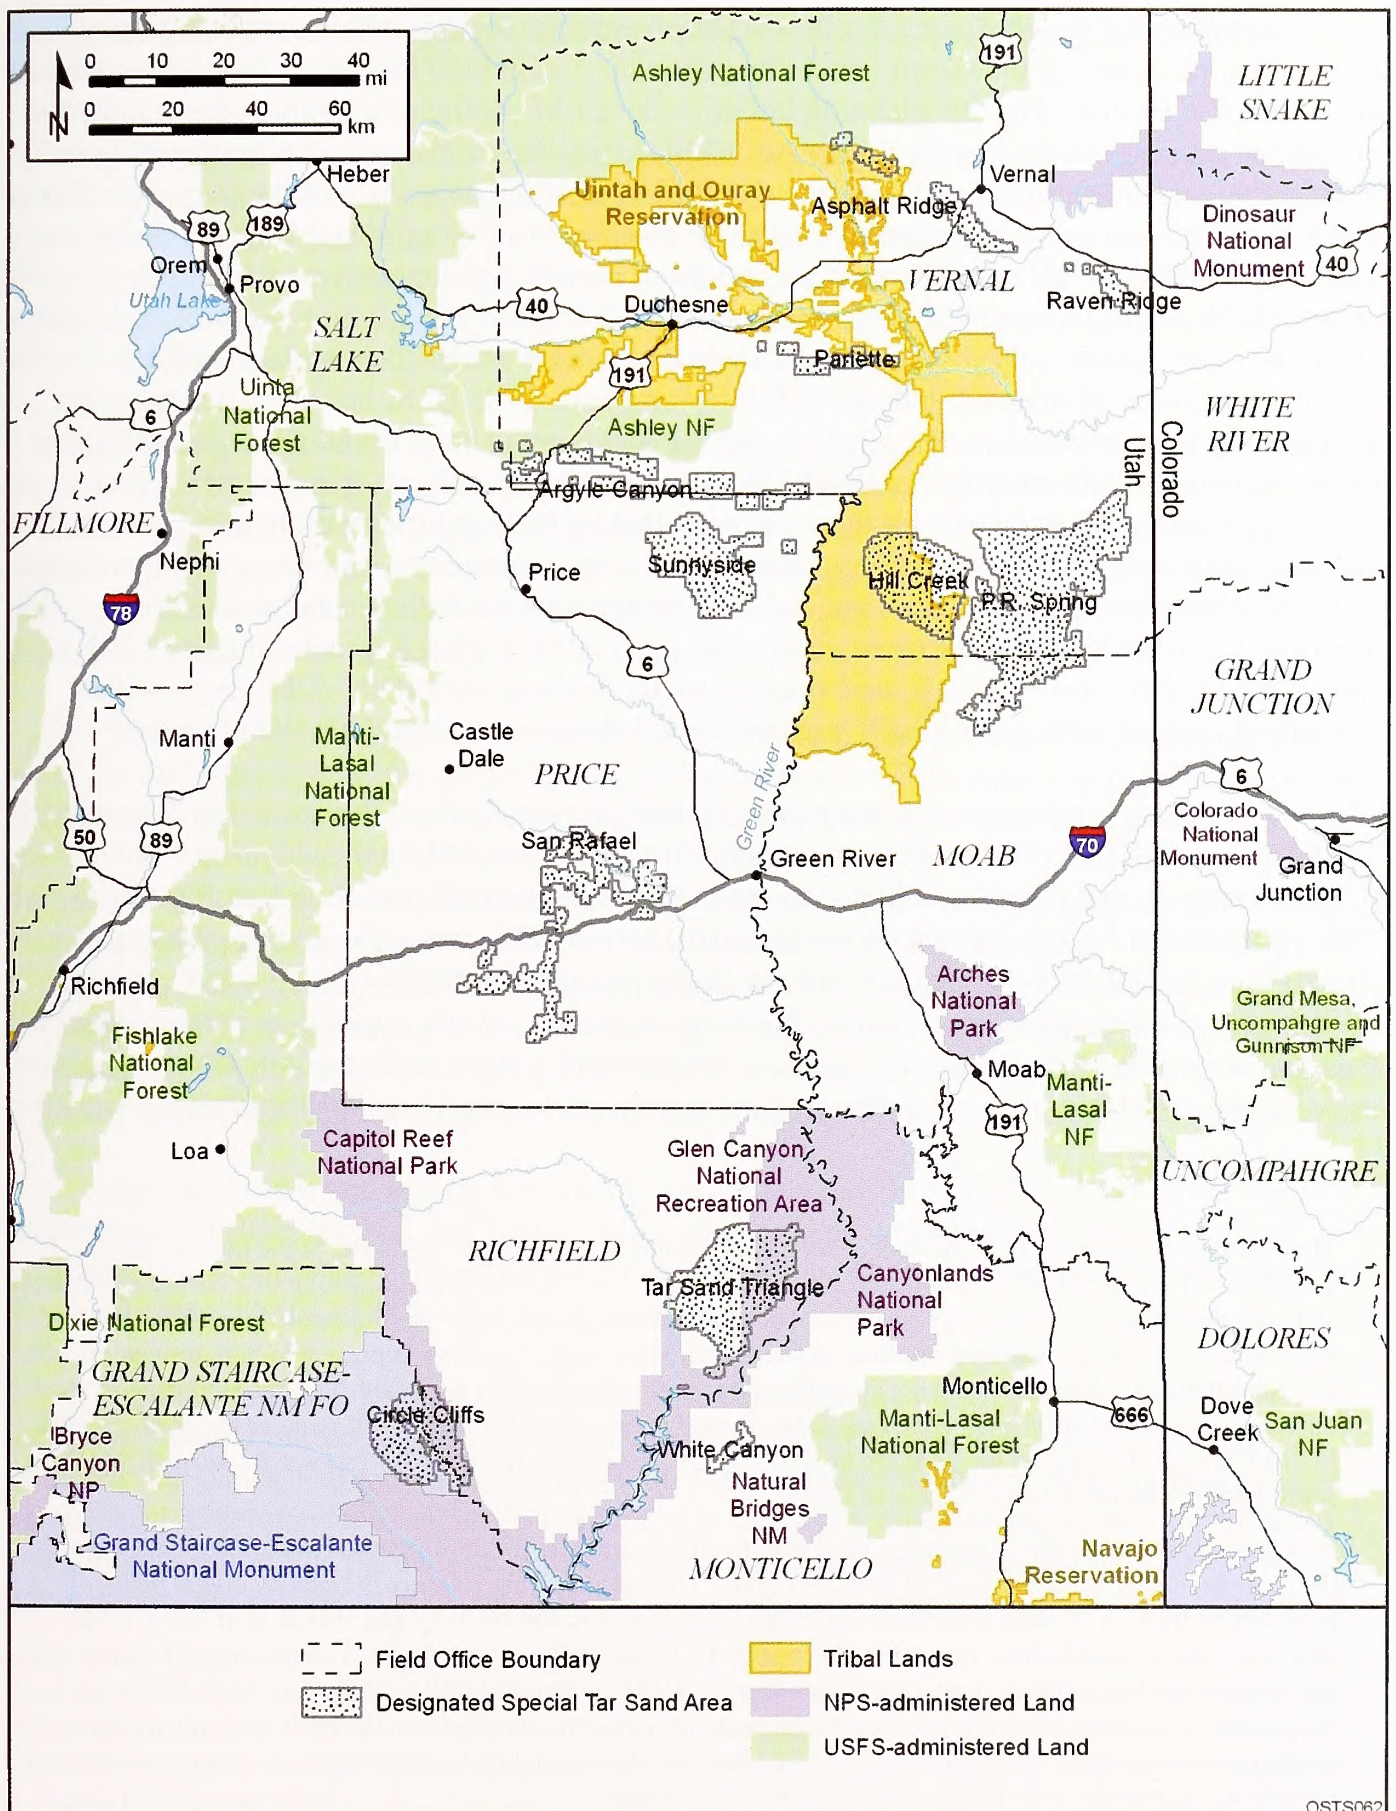 0 10 20 30 40
mi
0 20 40 60
km
N
191
Ashley National Forest
LITTLE
SNAKE
Heber
Vernal
Uintah and Ouray
Reservation
Asphalt Ridge
89
189
Dinosaur
National
Monument
40
Orem
Provo
Utah Lake
VERNAL
Raven Ridge
40
Duchesne
SALT
LAKE
191
Pariette
Uinta
National
Forest
6
Ashley NF
WHITE
RIVER
Utah
Colorado
Argyle Canyon
FILLMORE
Nephi
Sunnyside
Price
Hill Creek
P.R. Spring
78
6
GRAND
JUNCTION
Manti
Manti-
Lasal
National
Forest
Castle
Dale
PRICE
Green River
6
50
89
San Rafael
Green River
MOAB
70
Colorado
National
Monument
Grand
Junction
Richfield
Arches
National
Park
Grand Mesa,
Uncompahgre and
Gunnison NF
Fishlake
National
Forest
Moab
Manti-
Lasal
NF
191
Loa
Capitol Reef
National Park
Glen Canyon
National
Recreation Area
UNCOMPAHGRE
RICHFIELD
Tar Sand Triangle
Canyonlands
National
Park
Dixie National Forest
DOLORES
GRAND STAIRCASE-
ESCALANTE NM FO
Circle Cliffs
Monticello
666
Dove
Creek
San Juan
NF
Manti-Lasal
National Forest
Bryce
Canyon
NP
White Canyon
Natural
Bridges
NM
Grand Staircase-Escalante
National Monument
MONTICELLO
Navajo
Reservation
Field Office Boundary
Designated Special Tar Sand Area
Tribal Lands
NPS-administered Land
USFS-administered Land
OSTS062